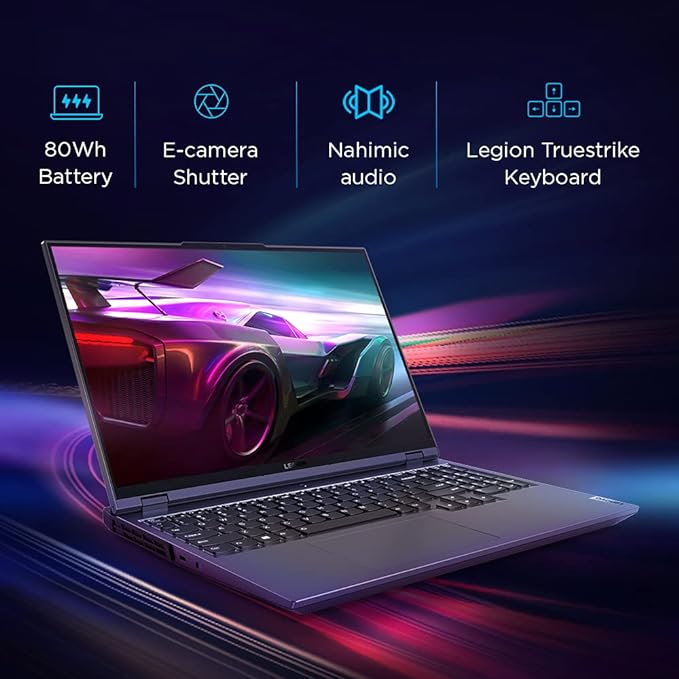 80Wh
Battery
E-camera
Shutter
Nahimic
audio
Legion Truestrike
Keyboard